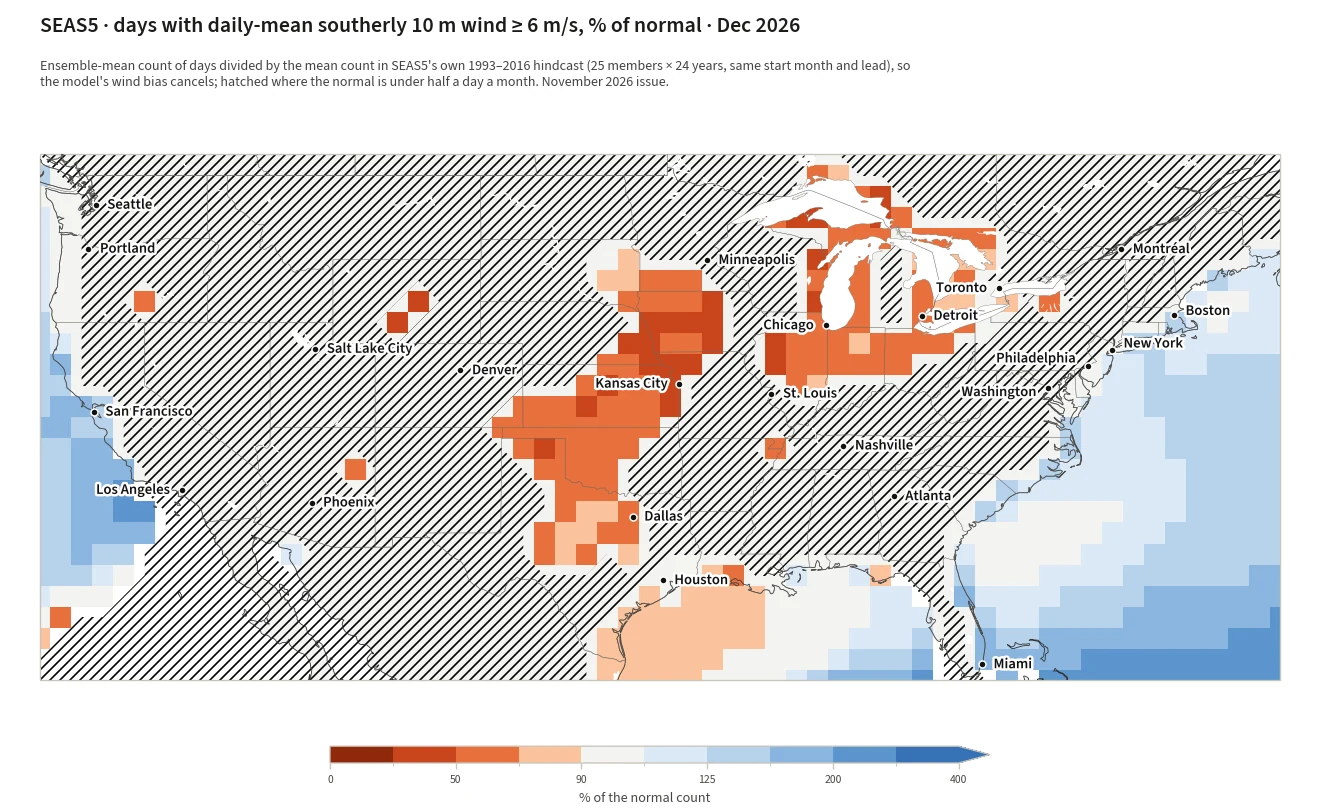 SEAS5 · days with daily-mean southerly 10 m wind ≥ 6 m/s, % of normal · Dec 2026
Ensemble-mean count of days divided by the mean count in SEAS5's own 1993–2016 hindcast (25 members × 24 years, same start month and lead), so
the model's wind bias cancels; hatched where the normal is under half a day a month. November 2026 issue.
Seattle
Portland
Montréal
Minneapolis
Toronto
Boston
Detroit
Chicago
New York
Salt Lake City
Philadelphia
Denver
Kansas City
St. Louis
Washington
San Francisco
Nashville
Los Angeles
Phoenix
Atlanta
Dallas
Houston
Miami
0 50 90 125 200 400
% of the normal count